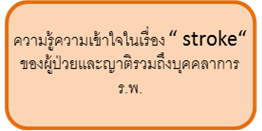 ความรู้ความเข้าใจในเรื่อง “ stroke“
ของผู้ป่วยและญาติรวมถึงบุคคลาการ
ร.พ.